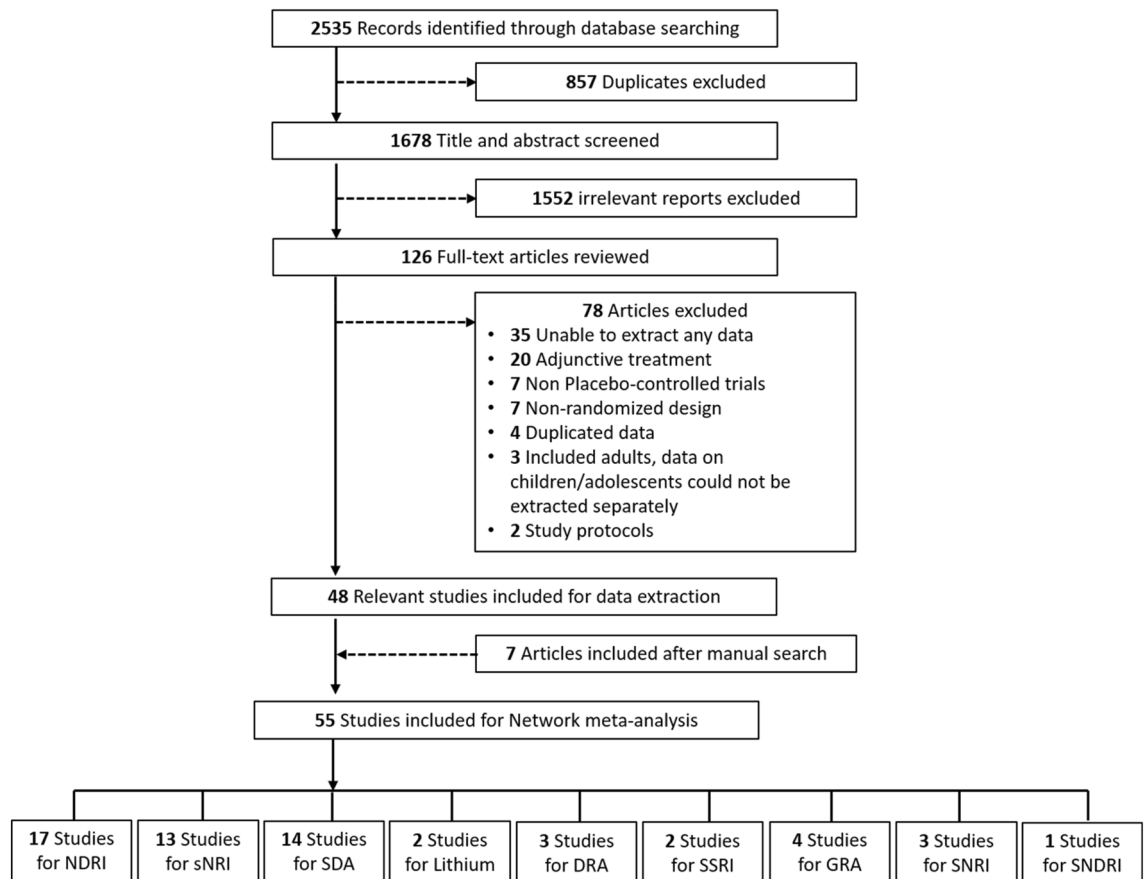 2535 Records identified through database searching
857 Duplicates excluded
1678 Title and abstract screened
1552 irrelevant reports excluded
126 Full-text articles reviewed
78 Articles excluded
• 35 Unable to extract any data
• 20 Adjunctive treatment
• 7 Non Placebo-controlled trials
• 7 Non-randomized design
• 4 Duplicated data
• 3 Included adults, data on
children/adolescents could not be
extracted separately
• 2 Study protocols
48 Relevant studies included for data extraction
7 Articles included after manual search
55 Studies included for Network meta-analysis
17 Studies
for NDRI
13 Studies
for sNRI
14 Studies
for SDA
2 Studies
for Lithium
3 Studies
for DRA
2 Studies
for SSRI
4 Studies
for GRA
3 Studies
for SNRI
1 Studies
for SNDRI